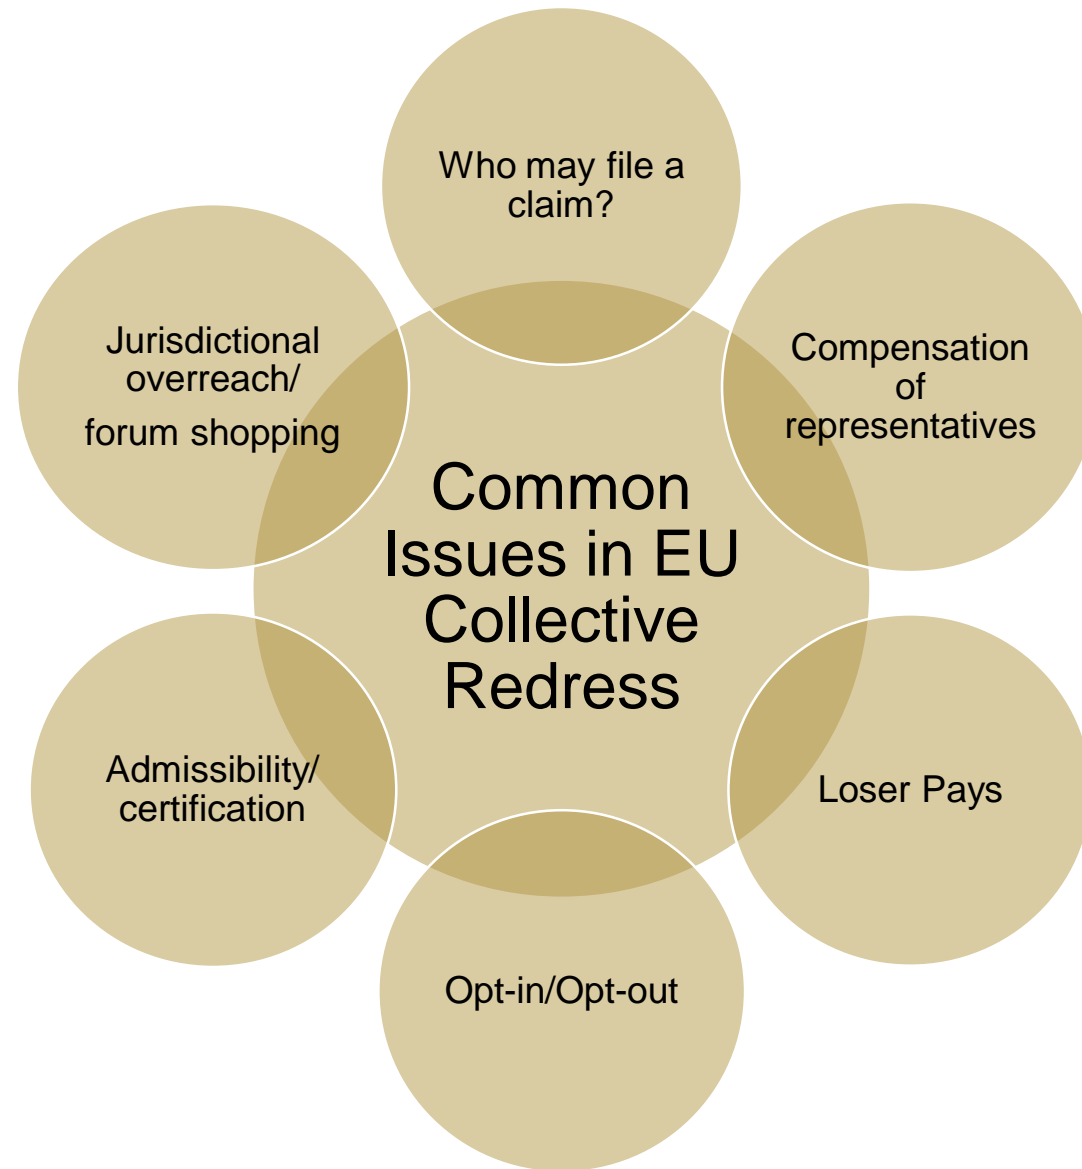 Who may file a
claim?
Jurisdictional
overreach/
forum shopping
Compensation
of
representatives
Common
Issues in EU
Collective
Redress
Admissibility/
certification
Loser Pays
Opt-in/Opt-out